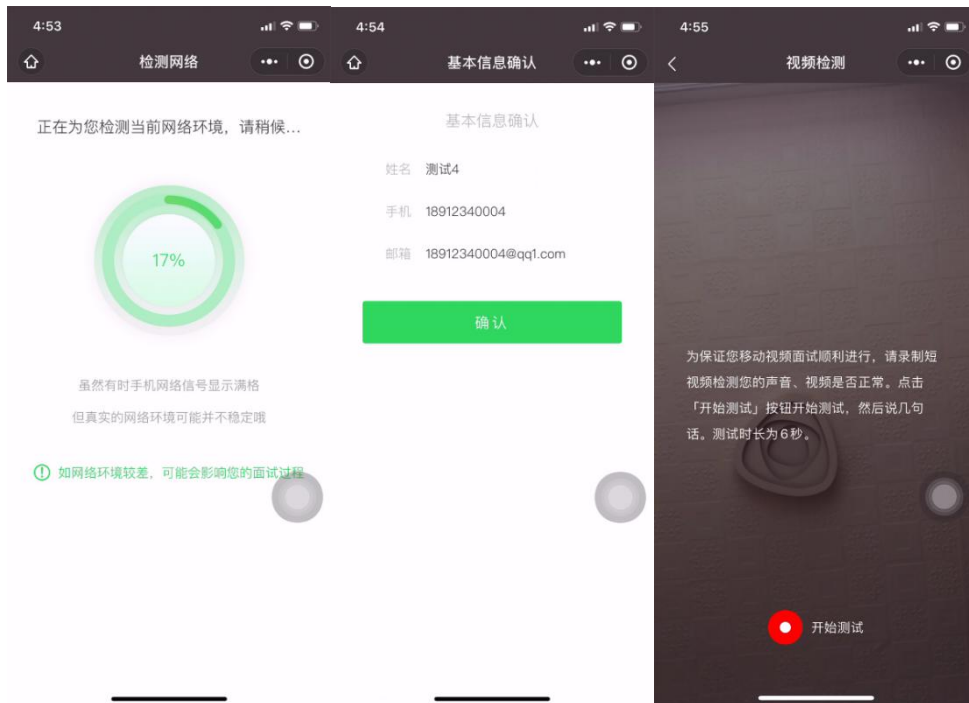 4:53
检测网络
正在为您检测当前网络环境，请稍候...
17%
虽然有时手机网络信号显示满格
但真实的网络环境可能并不稳定哦
如网络环境较差，可能会影响您的面试过程
4:54
基本信息确认
基本信息确认
姓名 测试4
手机 18912340004
邮箱 18912340004@qq1.com
确认
4:55
视频检测
为保证您移动视频面试顺利进行，请录制短
视频检测您的声音、视频是否正常。点击
「开始测试」按钮开始测试，然后说几句
话。测试时长为6秒。
开始测试